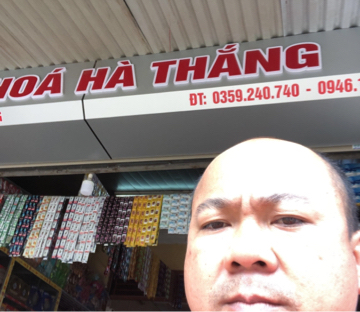 HOÁ HÀ THẮNG
ĐT: 0359.240.740 - 0946.